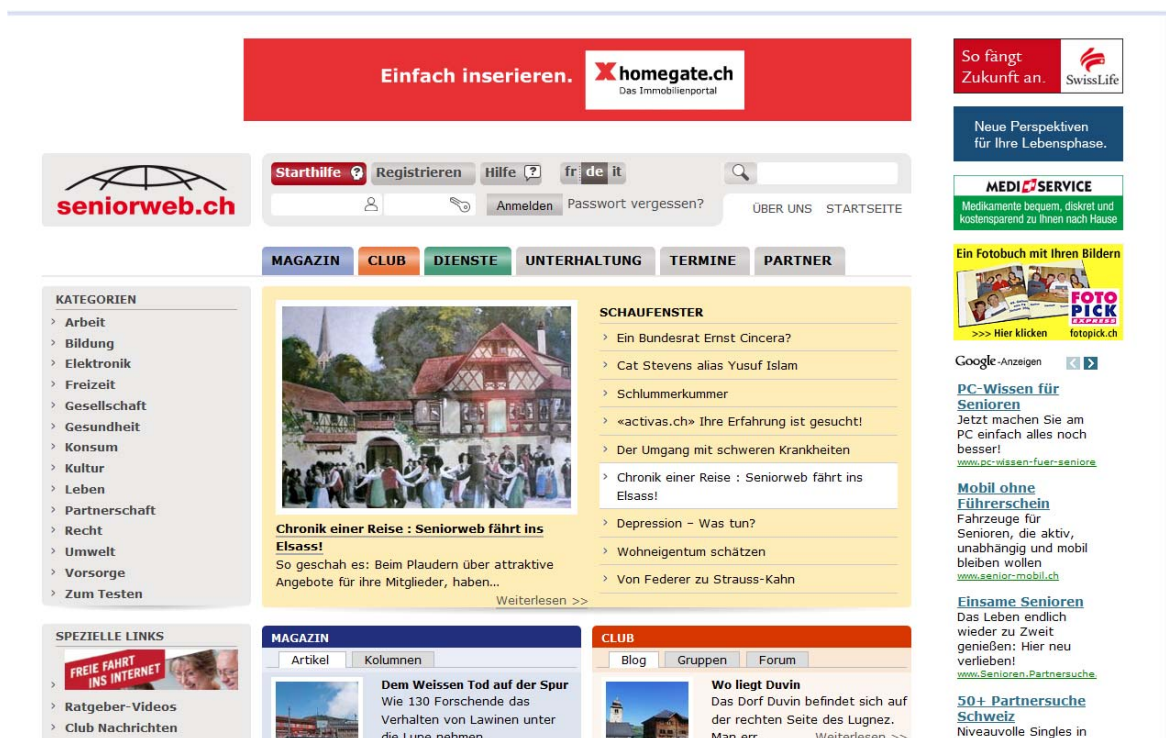 Einfach inserieren.
homegate.ch
Das Immobilienportal
So fängt
Zukunft an.
SwissLife
Neue Perspektiven
für Ihre Lebensphase.
MEDISERVICE
Medikamente bequem, diskret und
kostensparend zu Ihnen nach Hause
seniorweb.ch
Starthilfe
Registrieren
Hilfe
fr de it
Anmelden
Passwort vergessen?
ÜBER UNS STARTSEITE
MAGAZIN
CLUB
DIENSTE
UNTERHALTUNG
TERMINE
PARTNER
KATEGORIEN
Arbeit
Bildung
Elektronik
Freizeit
Gesellschaft
Gesundheit
Konsum
Kultur
Leben
Partnerschaft
Recht
Umwelt
Vorsorge
Zum Testen
Chronik einer Reise : Seniorweb fährt ins
Elsass!
So geschah es: Beim Plaudern über attraktive
Angebote für ihre Mitglieder, haben...
Weiterlesen >>
SCHAUFENSTER
Ein Bundesrat Ernst Cincera?
Cat Stevens alias Yusuf Islam
Schlummerkummer
«activas.ch» Ihre Erfahrung ist gesucht!
Der Umgang mit schweren Krankheiten
Chronik einer Reise : Seniorweb fährt ins
Elsass!
Depression – Was tun?
Wohneigentum schätzen
Von Federer zu Strauss-Kahn
Ein Fotobuch mit Ihren Bildern
FOTO
PICK
EXPRESS
>>> Hier klicken fotopick.ch
Google-Anzeigen
PC-Wissen für
Senioren
Jetzt machen Sie am
PC einfach alles noch
besser!
www.pc-wissen-fuer-seniore
Mobil ohne
Führerschein
Fahrzeuge für
Senioren, die aktiv,
unabhängig und mobil
bleiben wollen
www.senior-mobil.ch
Einsame Senioren
Das Leben endlich
wieder zu Zweit
genießen: Hier neu
verlieben!
www.Senioren.Partnersuche
50+ Partnersuche
Schweiz
Niveauvolle Singles in
SPEZIELLE LINKS
FREIE FAHRT
INS INTERNET
Ratgeber-Videos
Club Nachrichten
MAGAZIN
Artikel
Kolumnen
Dem Weissen Tod auf der Spur
Wie 130 Forschende das
Verhalten von Lawinen unter
die Lupe nehmen
CLUB
Blog
Gruppen
Forum
Wo liegt Duvin
Das Dorf Duvin befindet sich auf
der rechten Seite des Lugnez.
Man err... Weiterlesen >>